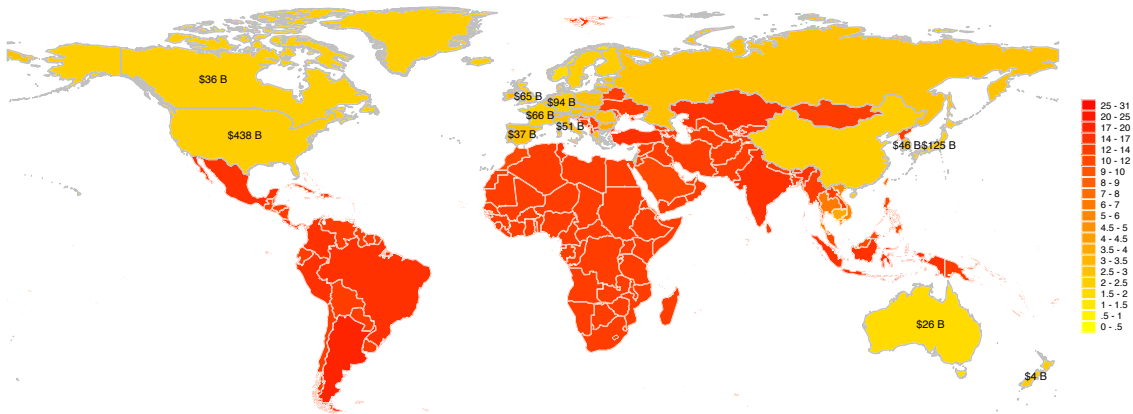 $36 B
$438 B
$65 B
$94 B
$66 B
$51 B
$37 B
$46 B
$125 B
$26 B
$4 B
25 - 31
20 - 25
17 - 20
14 - 17
12 - 14
10 - 12
9 - 10
8 - 9
7 - 8
6 - 7
5 - 6
4.5 - 5
4 - 4.5
3.5 - 4
3 - 3.5
2.5 - 3
2 - 2.5
1.5 - 2
1 - 1.5
.5 - 1
0 - .5